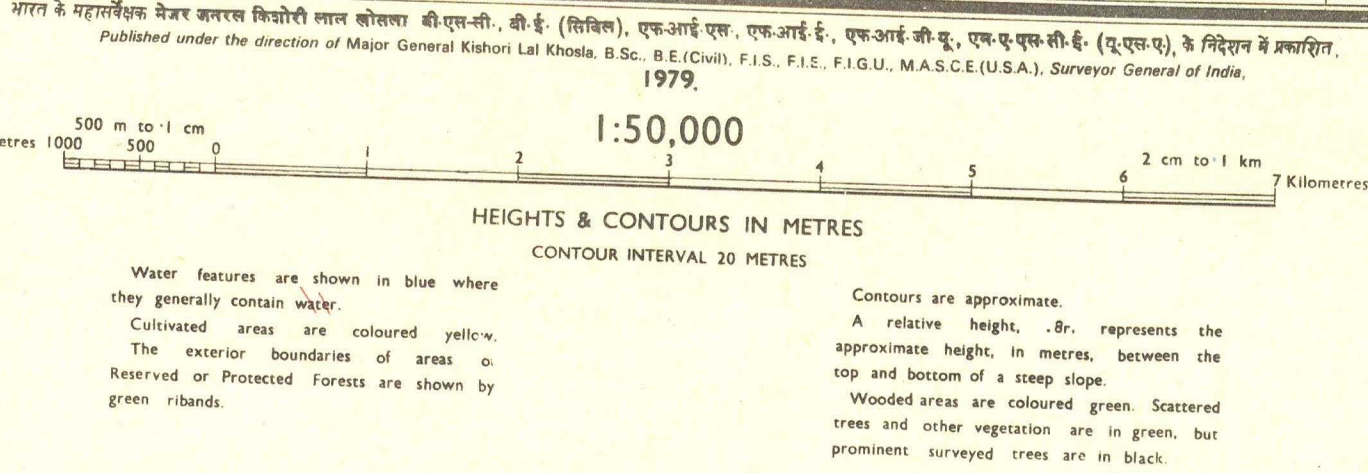 भारत के महासर्वेक्षक मेजर जनरल किशोरी लाल खोसला बी·एस-सी·, बी·ई· (सिविल), एफ·आई·एस·, एफ·आई·ई·, एफ·आई·जी·यू·, एम·ए·एस·सी·ई· (यू·एस·ए·), के निदेशन में प्रकाशित,
Published under the direction of Major General Kishori Lal Khosla, B.Sc., B.E.(Civil), F.I.S., F.I.E., F.I.G.U., M.A.S.C.E.(U.S.A.), Surveyor General of India,
1979.
1:50,000
500 m to 1 cm
2 cm to 1 km
etres 1000 500 0 1 2 3 4 5 6 7 Kilometres
HEIGHTS & CONTOURS IN METRES
CONTOUR INTERVAL 20 METRES
Water features are shown in blue where
they generally contain water.
Cultivated areas are coloured yellow.
The exterior boundaries of areas of
Reserved or Protected Forests are shown by
green ribands.
Contours are approximate.
A relative height, .8r. represents the
approximate height, in metres, between the
top and bottom of a steep slope.
Wooded areas are coloured green. Scattered
trees and other vegetation are in green, but
prominent surveyed trees are in black.